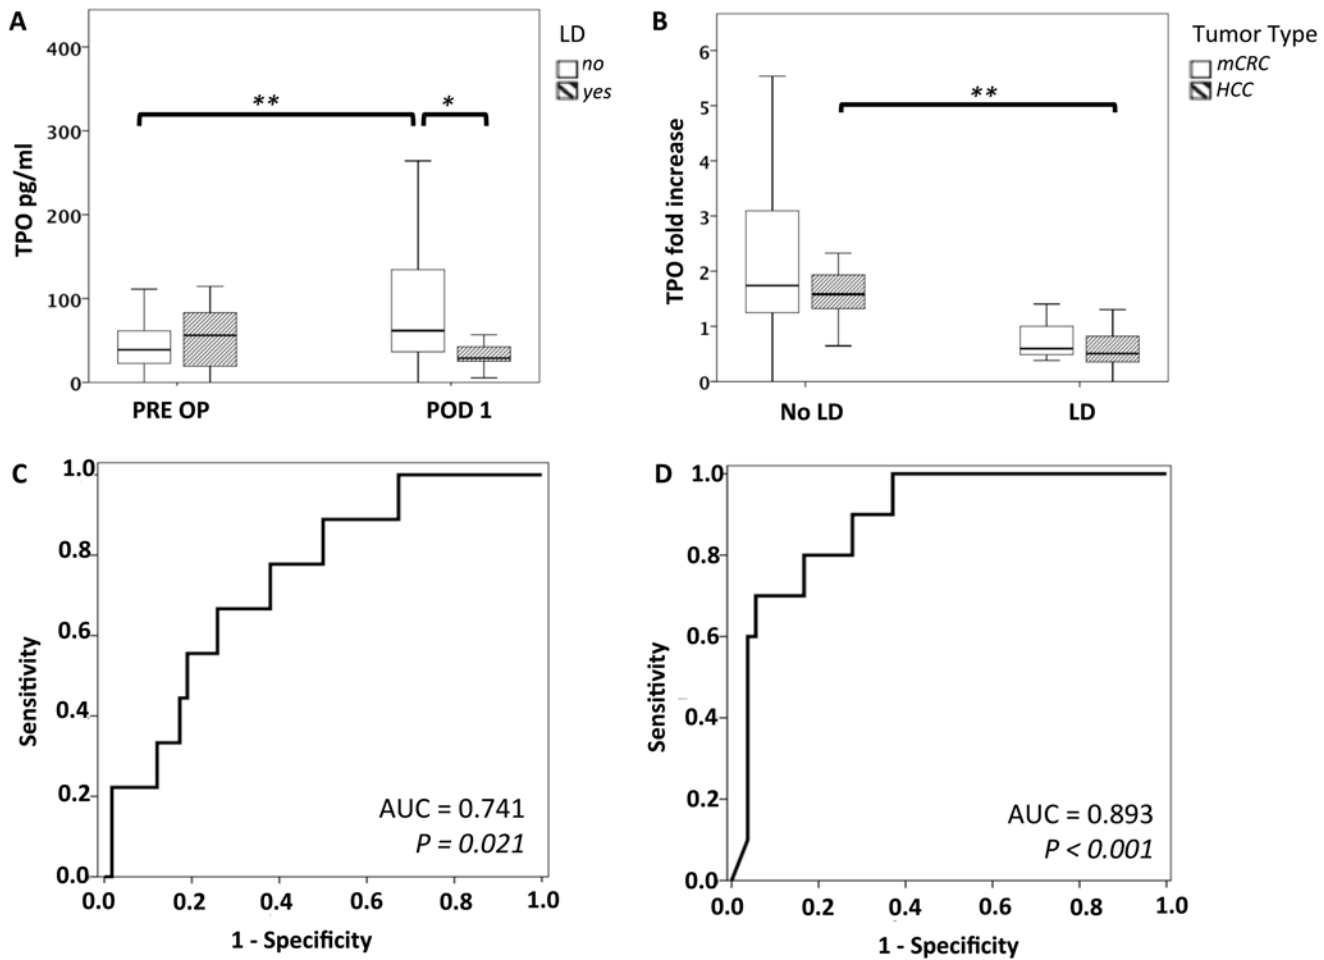 A
LD
no
yes
400
300
200
100
0
TPO pg/ml
**
*
PRE OP
POD 1
B
Tumor Type
mCRC
HCC
6
5
4
3
2
1
0
TPO fold increase
**
No LD
LD
C
1.0
0.8
0.6
0.4
0.2
0.0
Sensitivity
AUC = 0.741
P = 0.021
0.0 0.2 0.4 0.6 0.8 1.0
1 - Specificity
D
1.0
0.8
0.6
0.4
0.2
0.0
Sensitivity
AUC = 0.893
P < 0.001
0.0 0.2 0.4 0.6 0.8 1.0
1 - Specificity